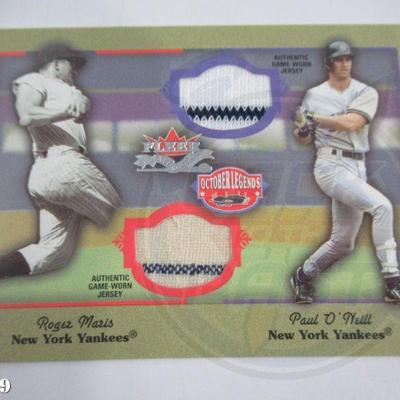 AUTHENTIC
GAME-WORN
JERSEY
FLEER
OCTOBER LEGENDS
AUTHENTIC
GAME-WORN
JERSEY
Roger Maris
New York Yankees®
Paul O'Neill
New York Yankees®
9